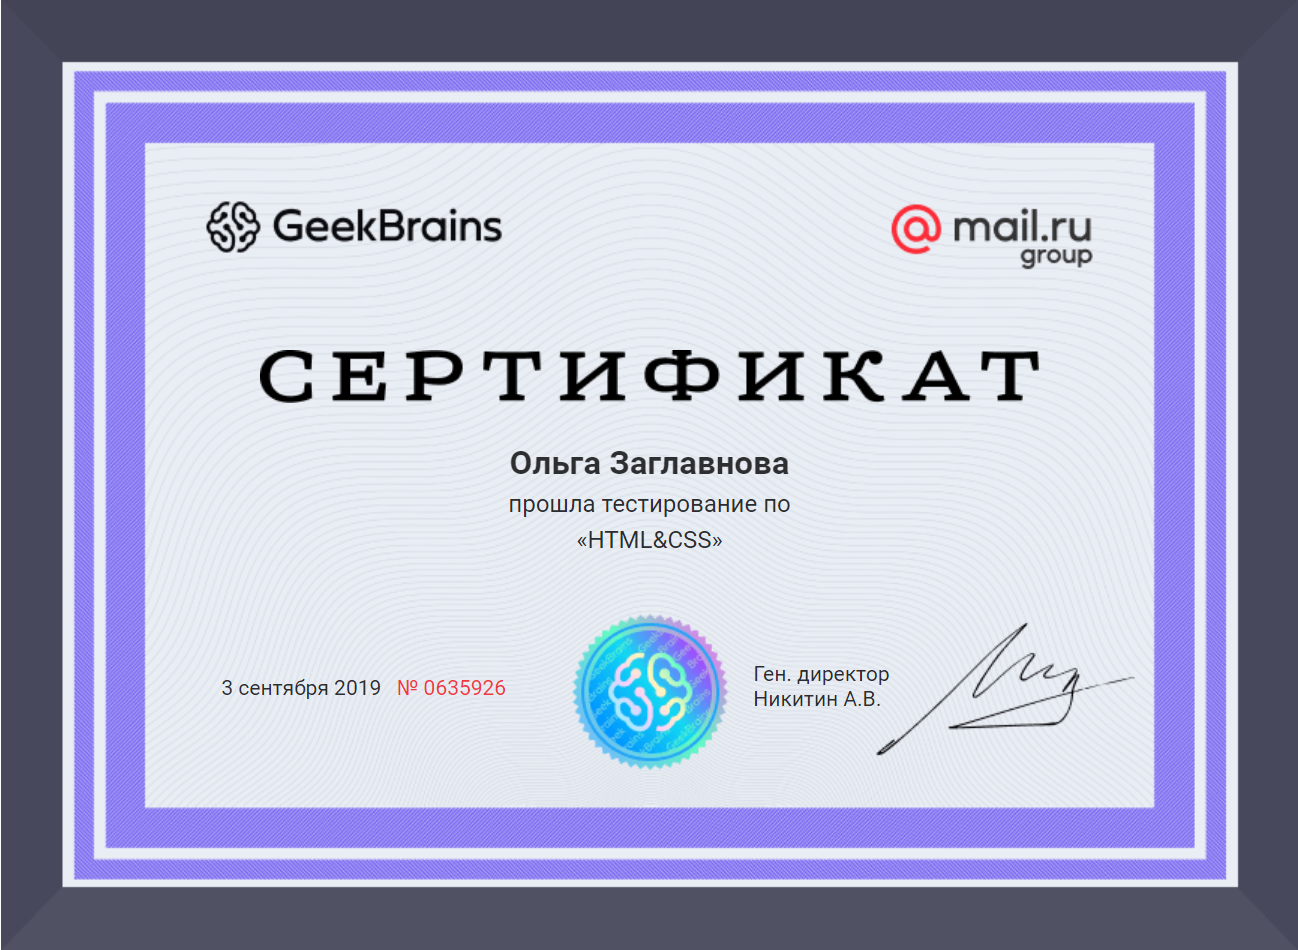 GeekBrains
@ mail.ru
group
СЕРТИФИКАТ
Ольга Заглавнова
прошла тестирование по
«HTML&CSS»
3 сентября 2019 № 0635926
Ген. директор
Никитин А.В.